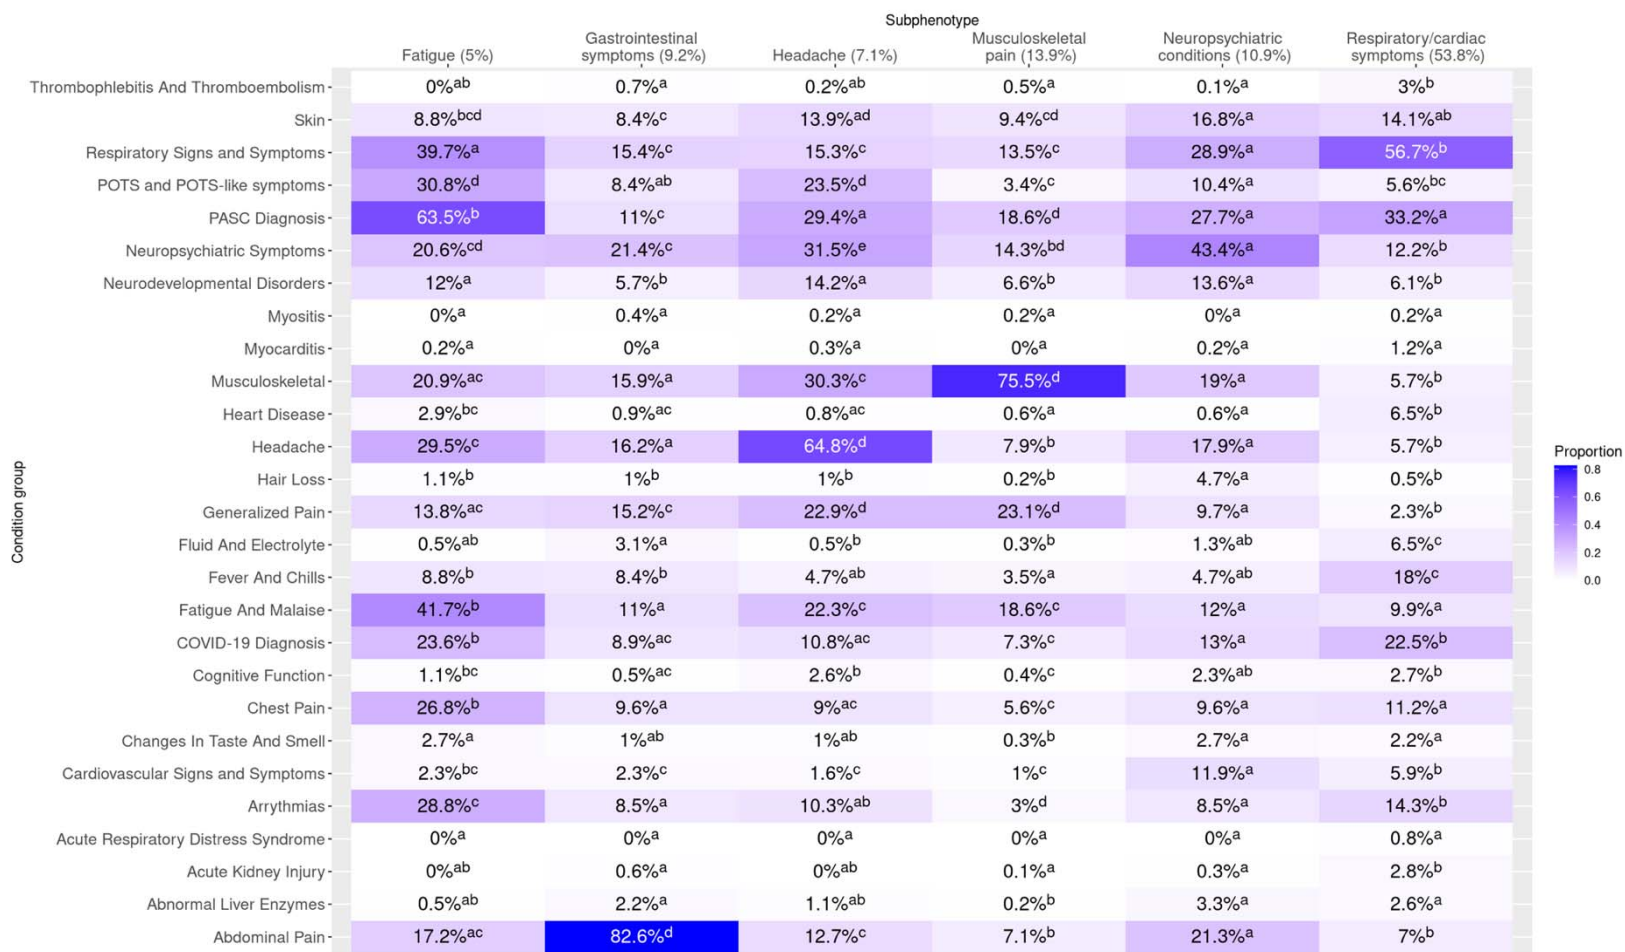 Subphenotype
Fatigue (5%) Gastrointestinal symptoms (9.2%) Headache (7.1%) Musculoskeletal pain (13.9%) Neuropsychiatric conditions (10.9%) Respiratory/cardiac symptoms (53.8%)
Thrombophlebitis And Thromboembolism 0%ab 0.7%a 0.2%ab 0.5%a 0.1%a 3%b
Skin 8.8%bcd 8.4%c 13.9%ad 9.4%cd 16.8%a 14.1%ab
Respiratory Signs and Symptoms 39.7%a 15.4%c 15.3%c 13.5%c 28.9%a 56.7%b
POTS and POTS-like symptoms 30.8%d 8.4%ab 23.5%d 3.4%c 10.4%a 5.6%bc
PASC Diagnosis 63.5%b 11%c 29.4%a 18.6%d 27.7%a 33.2%a
Neuropsychiatric Symptoms 20.6%cd 21.4%c 31.5%e 14.3%bd 43.4%a 12.2%b
Neurodevelopmental Disorders 12%a 5.7%b 14.2%a 6.6%b 13.6%a 6.1%b
Myositis 0%a 0.4%a 0.2%a 0.2%a 0%a 0.2%a
Myocarditis 0.2%a 0%a 0.3%a 0%a 0.2%a 1.2%a
Musculoskeletal 20.9%ac 15.9%a 30.3%c 75.5%d 19%a 5.7%b
Heart Disease 2.9%bc 0.9%ac 0.8%ac 0.6%a 0.6%a 6.5%b
Headache 29.5%c 16.2%a 64.8%d 7.9%b 17.9%a 5.7%b
Hair Loss 1.1%b 1%b 1%b 0.2%b 4.7%a 0.5%b
Generalized Pain 13.8%ac 15.2%c 22.9%d 23.1%d 9.7%a 2.3%b
Fluid And Electrolyte 0.5%ab 3.1%a 0.5%b 0.3%b 1.3%ab 6.5%c
Fever And Chills 8.8%b 8.4%b 4.7%ab 3.5%a 4.7%ab 18%c
Fatigue And Malaise 41.7%b 11%a 22.3%c 18.6%c 12%a 9.9%a
COVID-19 Diagnosis 23.6%b 8.9%ac 10.8%ac 7.3%c 13%a 22.5%b
Cognitive Function 1.1%bc 0.5%ac 2.6%b 0.4%c 2.3%ab 2.7%b
Chest Pain 26.8%b 9.6%a 9%ac 5.6%c 9.6%a 11.2%a
Changes In Taste And Smell 2.7%a 1%ab 1%ab 0.3%b 2.7%a 2.2%a
Cardiovascular Signs and Symptoms 2.3%bc 2.3%c 1.6%c 1%c 11.9%a 5.9%b
Arrythmias 28.8%c 8.5%a 10.3%ab 3%d 8.5%a 14.3%b
Acute Respiratory Distress Syndrome 0%a 0%a 0%a 0%a 0%a 0.8%a
Acute Kidney Injury 0%ab 0.6%a 0%ab 0.1%a 0.3%a 2.8%b
Abnormal Liver Enzymes 0.5%ab 2.2%a 1.1%ab 0.2%b 3.3%a 2.6%a
Abdominal Pain 17.2%ac 82.6%d 12.7%c 7.1%b 21.3%a 7%b
Condition group
Proportion
0.8
0.6
0.4
0.2
0.0